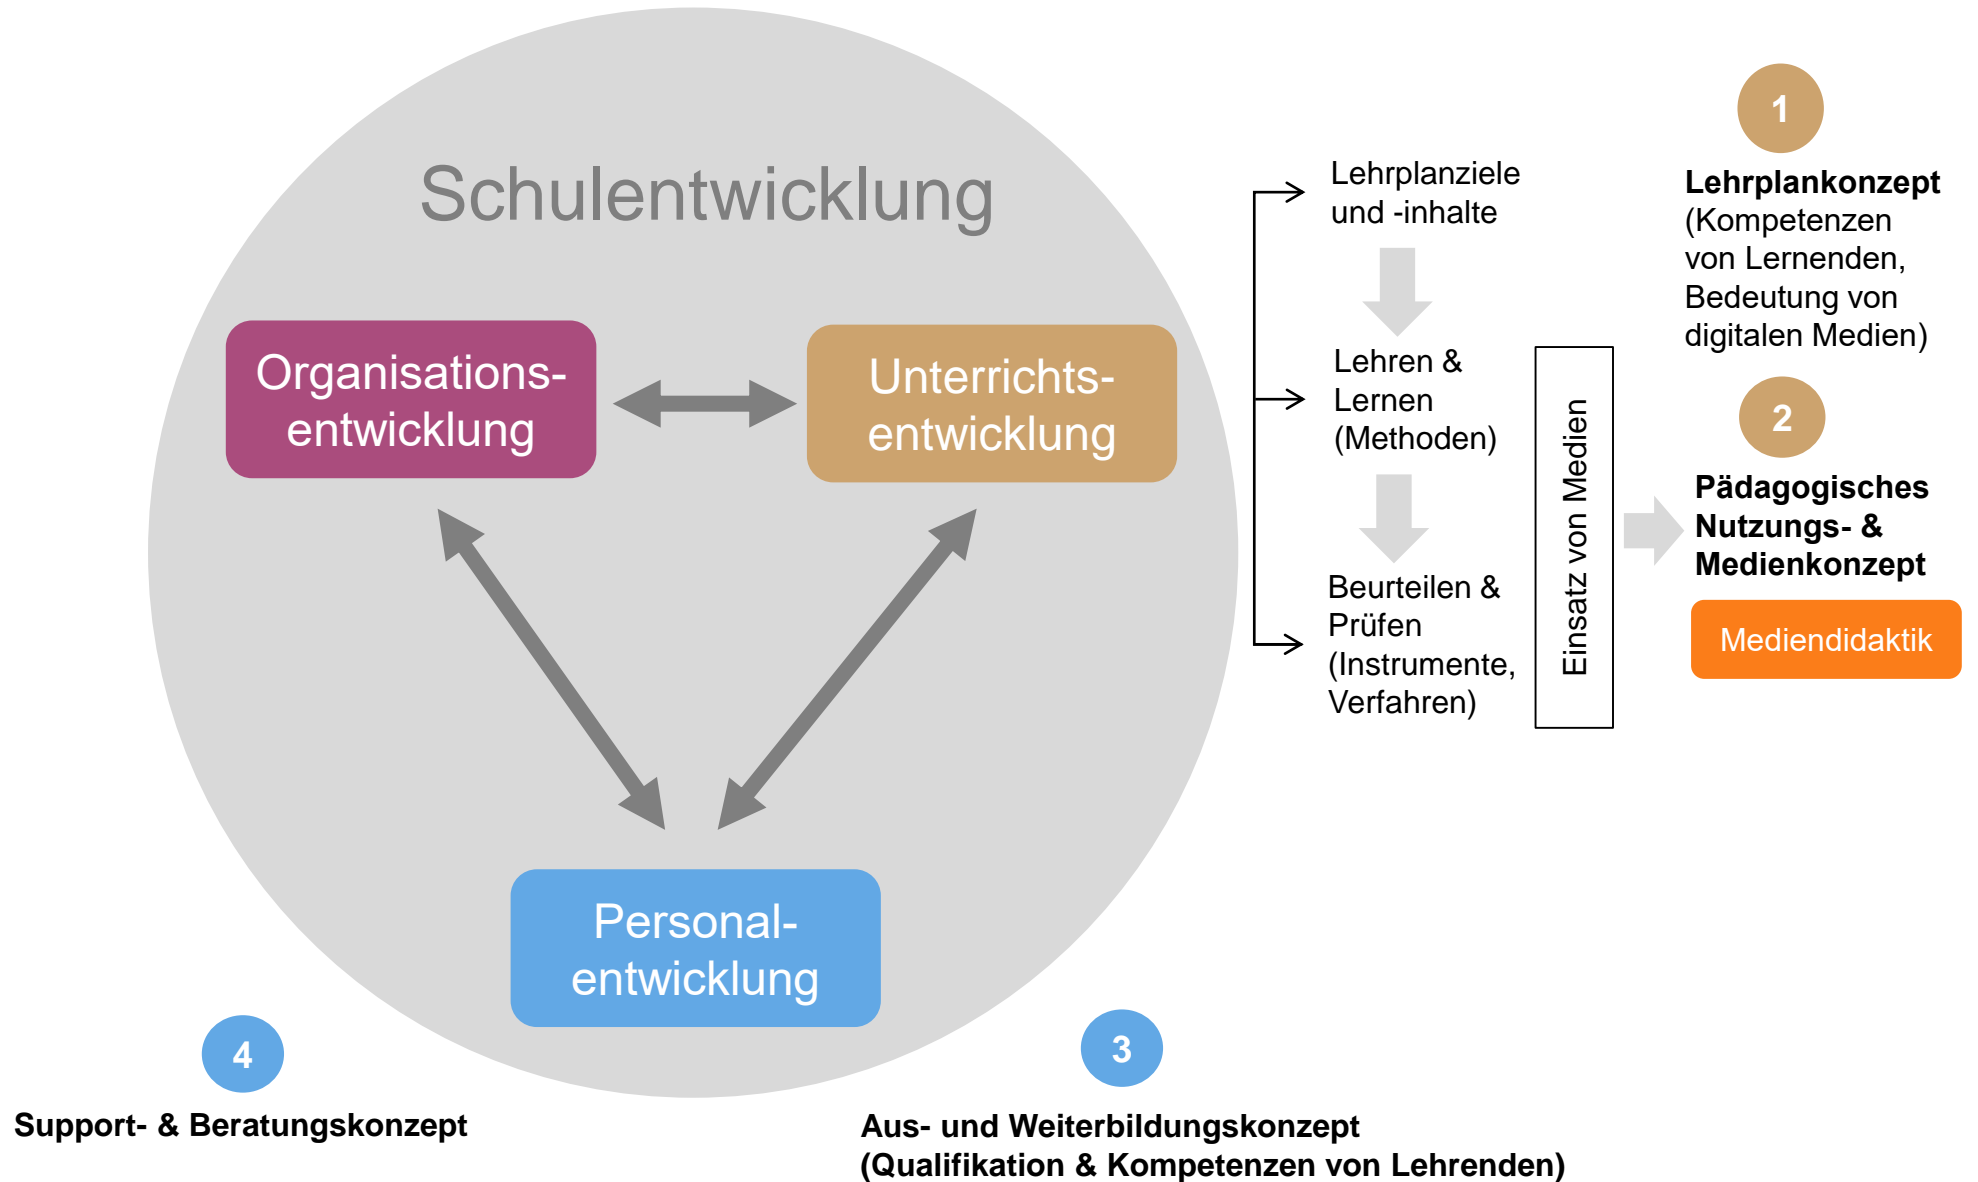 Schulentwicklung
Organisations-
entwicklung
Unterrichts-
entwicklung
Personal-
entwicklung
Lehrplanziele
und -inhalte
Lehren &
Lernen
(Methoden)
Beurteilen &
Prüfen
(Instrumente,
Verfahren)
Einsatz von Medien
1
Lehrplankonzept
(Kompetenzen
von Lernenden,
Bedeutung von
digitalen Medien)
2
Pädagogisches
Nutzungs- &
Medienkonzept
Mediendidaktik
3
Aus- und Weiterbildungskonzept
(Qualifikation & Kompetenzen von Lehrenden)
4
Support- & Beratungskonzept